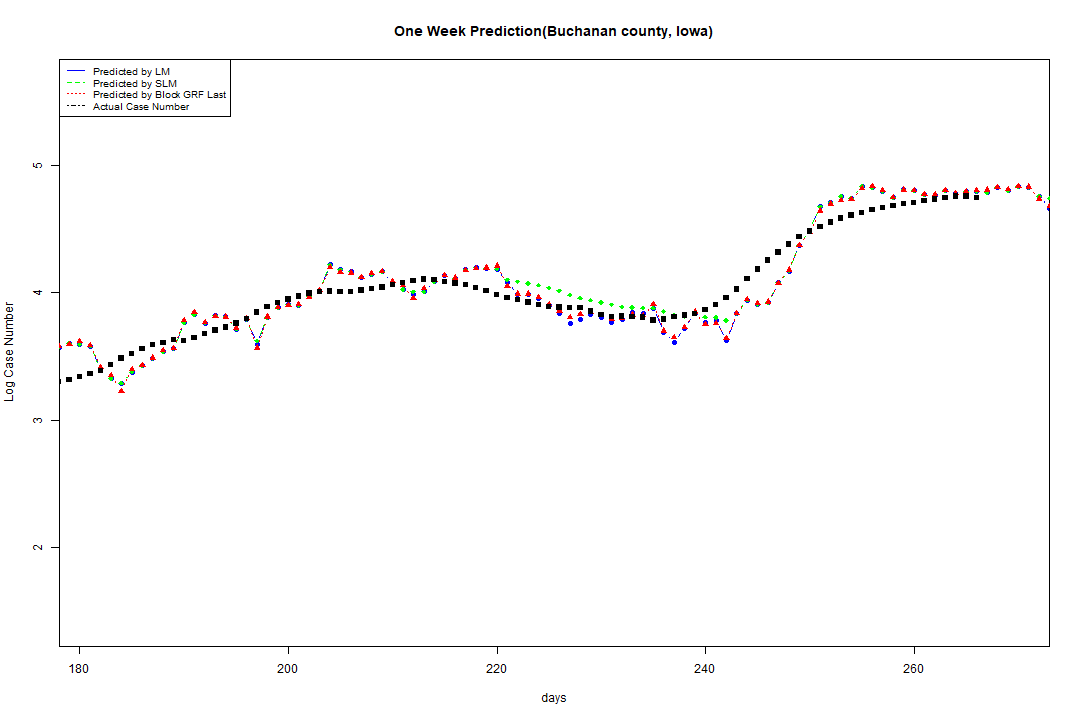 One Week Prediction(Buchanan county, Iowa)
Predicted by LM
Predicted by SLM
Predicted by Block GRF Last
Actual Case Number
5
4
3
2
Log Case Number
180 200 220 240 260
days